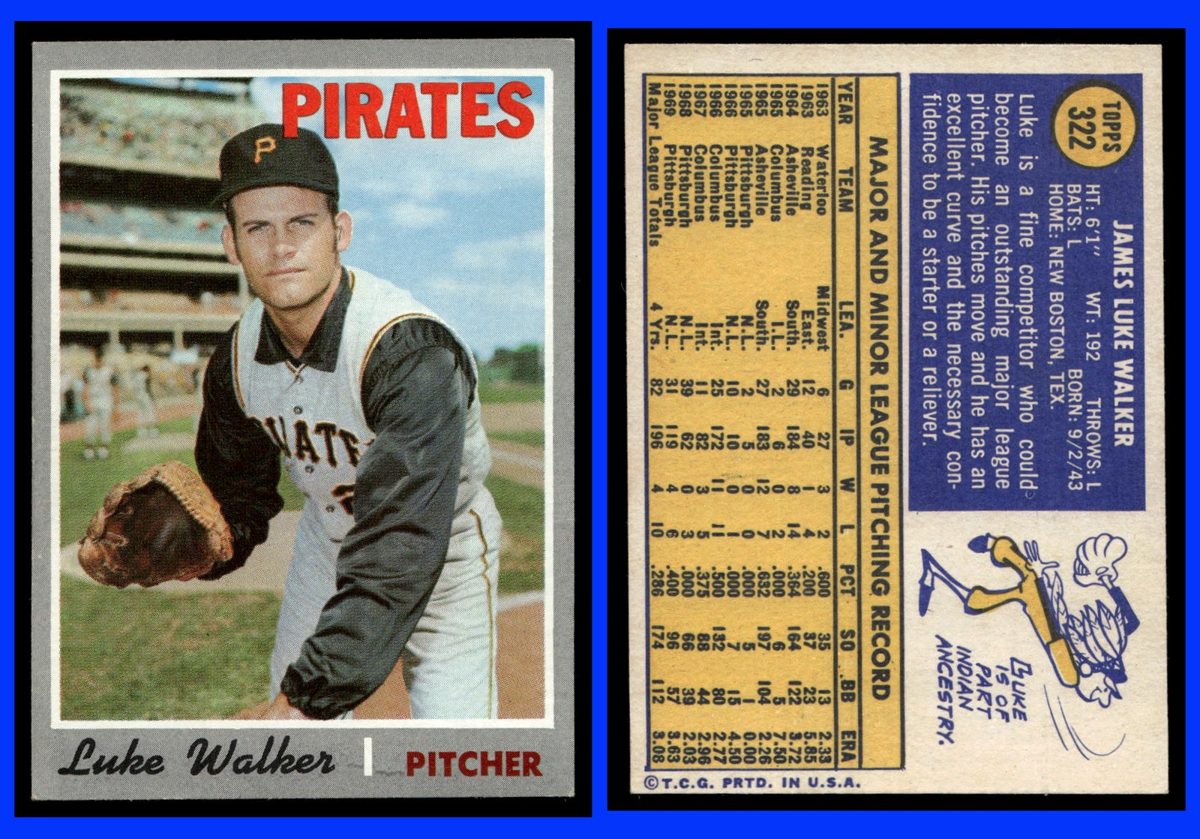 PIRATES
P
IRATE
2
Luke Walker | PITCHER
TOPPS
322
JAMES LUKE WALKER
HT: 6'1" WT: 192 THROWS: L
BATS: L BORN: 9/2/43
HOME: NEW BOSTON, TEX.
Luke is a fine competitor who could
become an outstanding major league
pitcher. His pitches move and he has an
excellent curve and the necessary con-
fidence to be a starter or a reliever.
LUKE
IS OF
PART
INDIAN
ANCESTRY.
MAJOR AND MINOR LEAGUE PITCHING RECORD
YEAR TEAM LEA. G IP W L PCT SO BB ERA
1963 Waterloo Midwest 6 27 3 2 .600 35 13 2.33
1963 Reading East. 12 40 1 4 .200 37 23 5.85
1964 Asheville South. 29 184 8 14 .364 164 122 3.72
1965 Columbus I.L. 6 12 0 2 .000 6 5 7.50
1965 Asheville South. 27 183 12 7 .632 197 104 2.26
1965 Pittsburgh N.L. 2 5 0 0 .000 5 1 0.00
1966 Pittsburgh N.L. 10 10 0 1 .000 7 15 4.50
1966 Columbus Int. 25 172 11 11 .500 132 80 2.77
1967 Columbus Int. 11 82 3 5 .375 88 44 2.96
1968 Pittsburgh N.L. 39 62 0 3 .000 66 39 2.03
1969 Pittsburgh N.L. 31 119 4 6 .400 96 57 3.63
Major League Totals 4 Yrs. 82 196 4 10 .286 174 112 3.08
© T.C.G. PRTD. IN U.S.A.